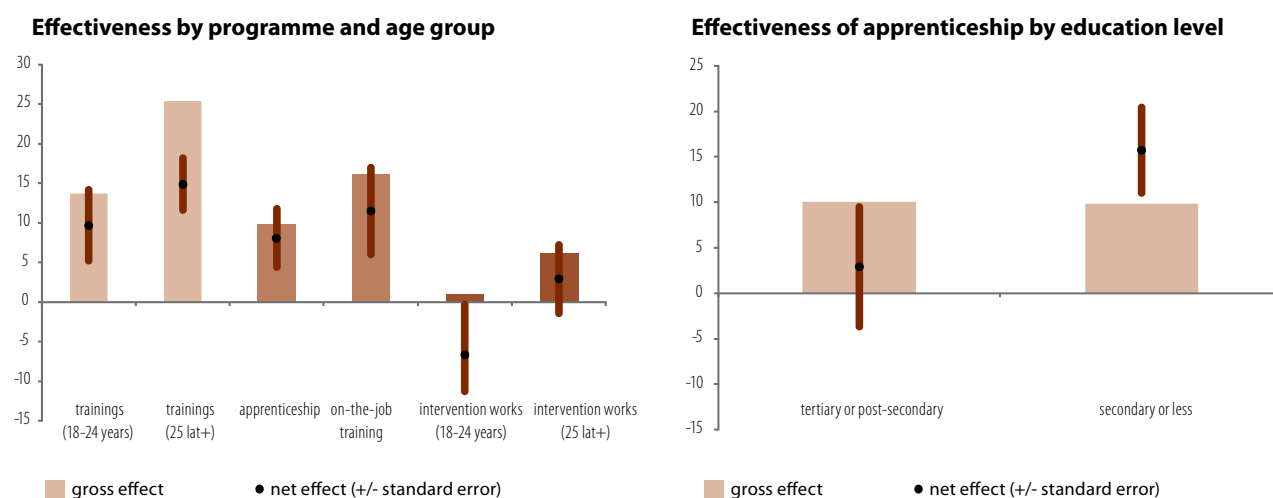 Effectiveness by programme and age group
30
25
20
15
10
5
0
-5
-10
-15
trainings
(18-24 years)
trainings
(25 lat+)
apprenticeship
on-the-job
training
intervention works
(18-24 years)
intervention works
(25 lat+)
gross effect
net effect (+/- standard error)
Effectiveness of apprenticeship by education level
25
20
15
10
5
0
-5
-10
-15
tertiary or post-secondary
secondary or less
gross effect
net effect (+/- standard error)